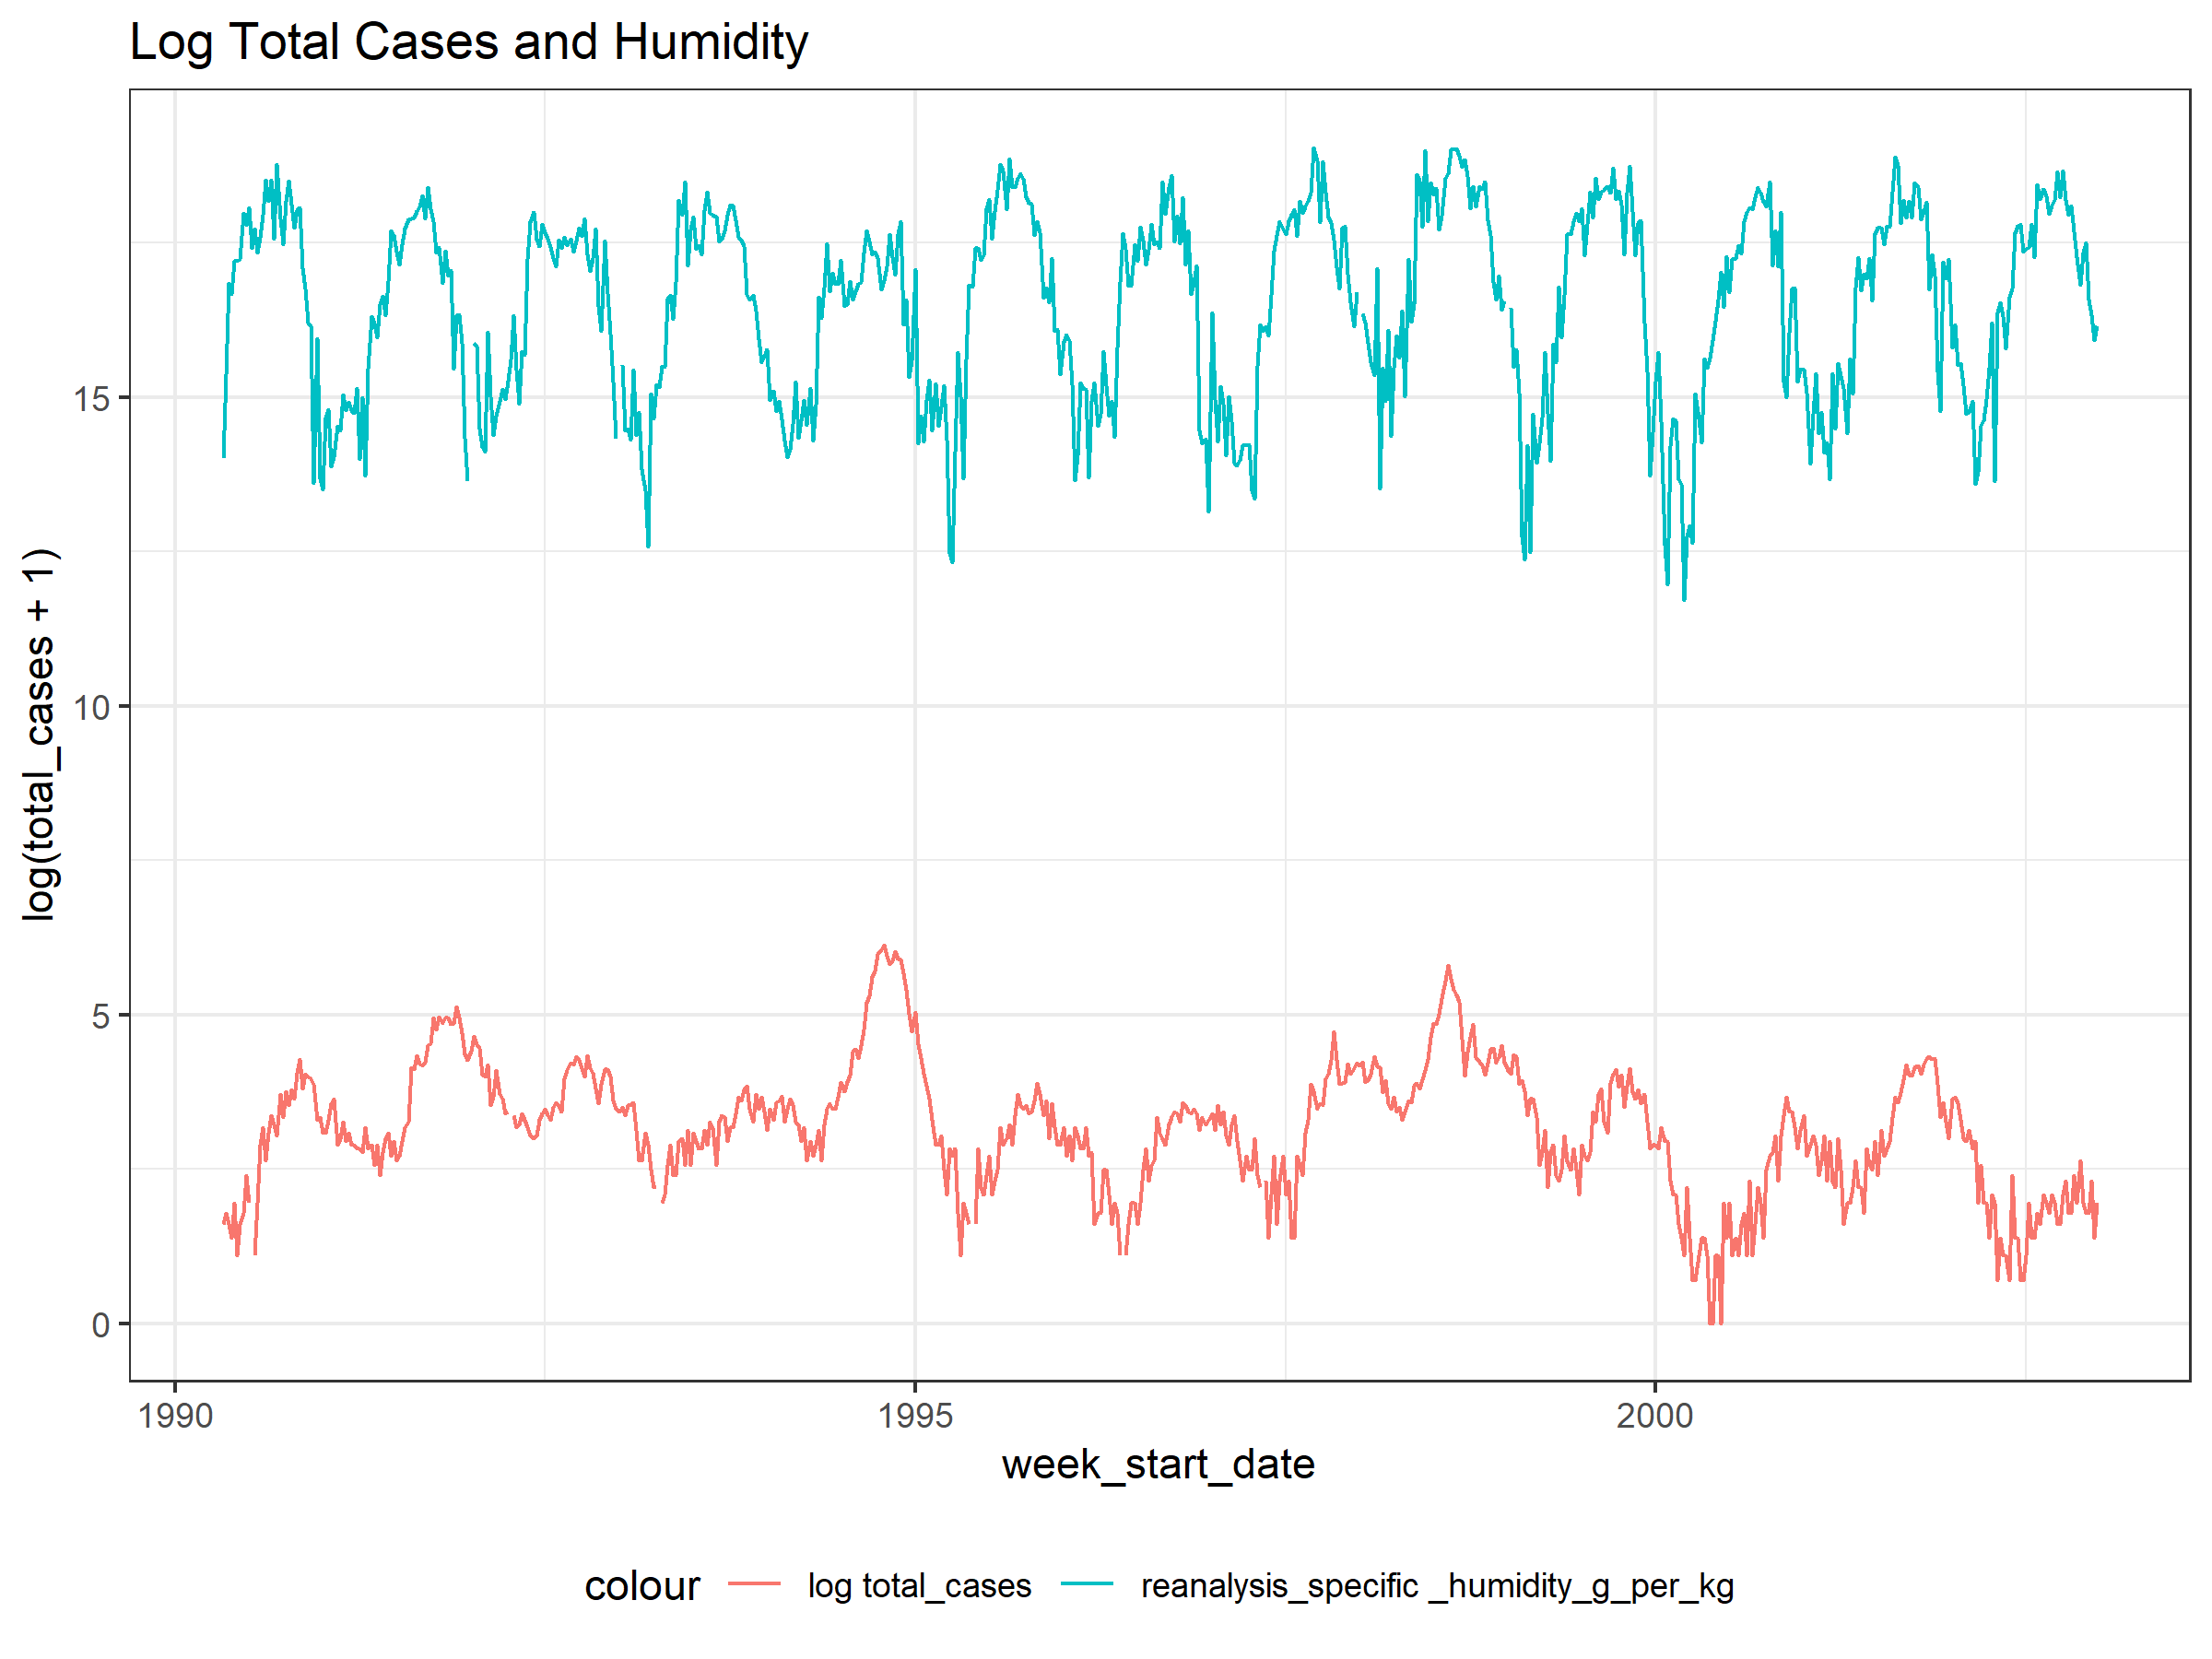 Log Total Cases and Humidity
log(total_cases + 1)
15
10
5
0
1990 1995 2000
week_start_date
colour log total_cases reanalysis_specific _humidity_g_per_kg